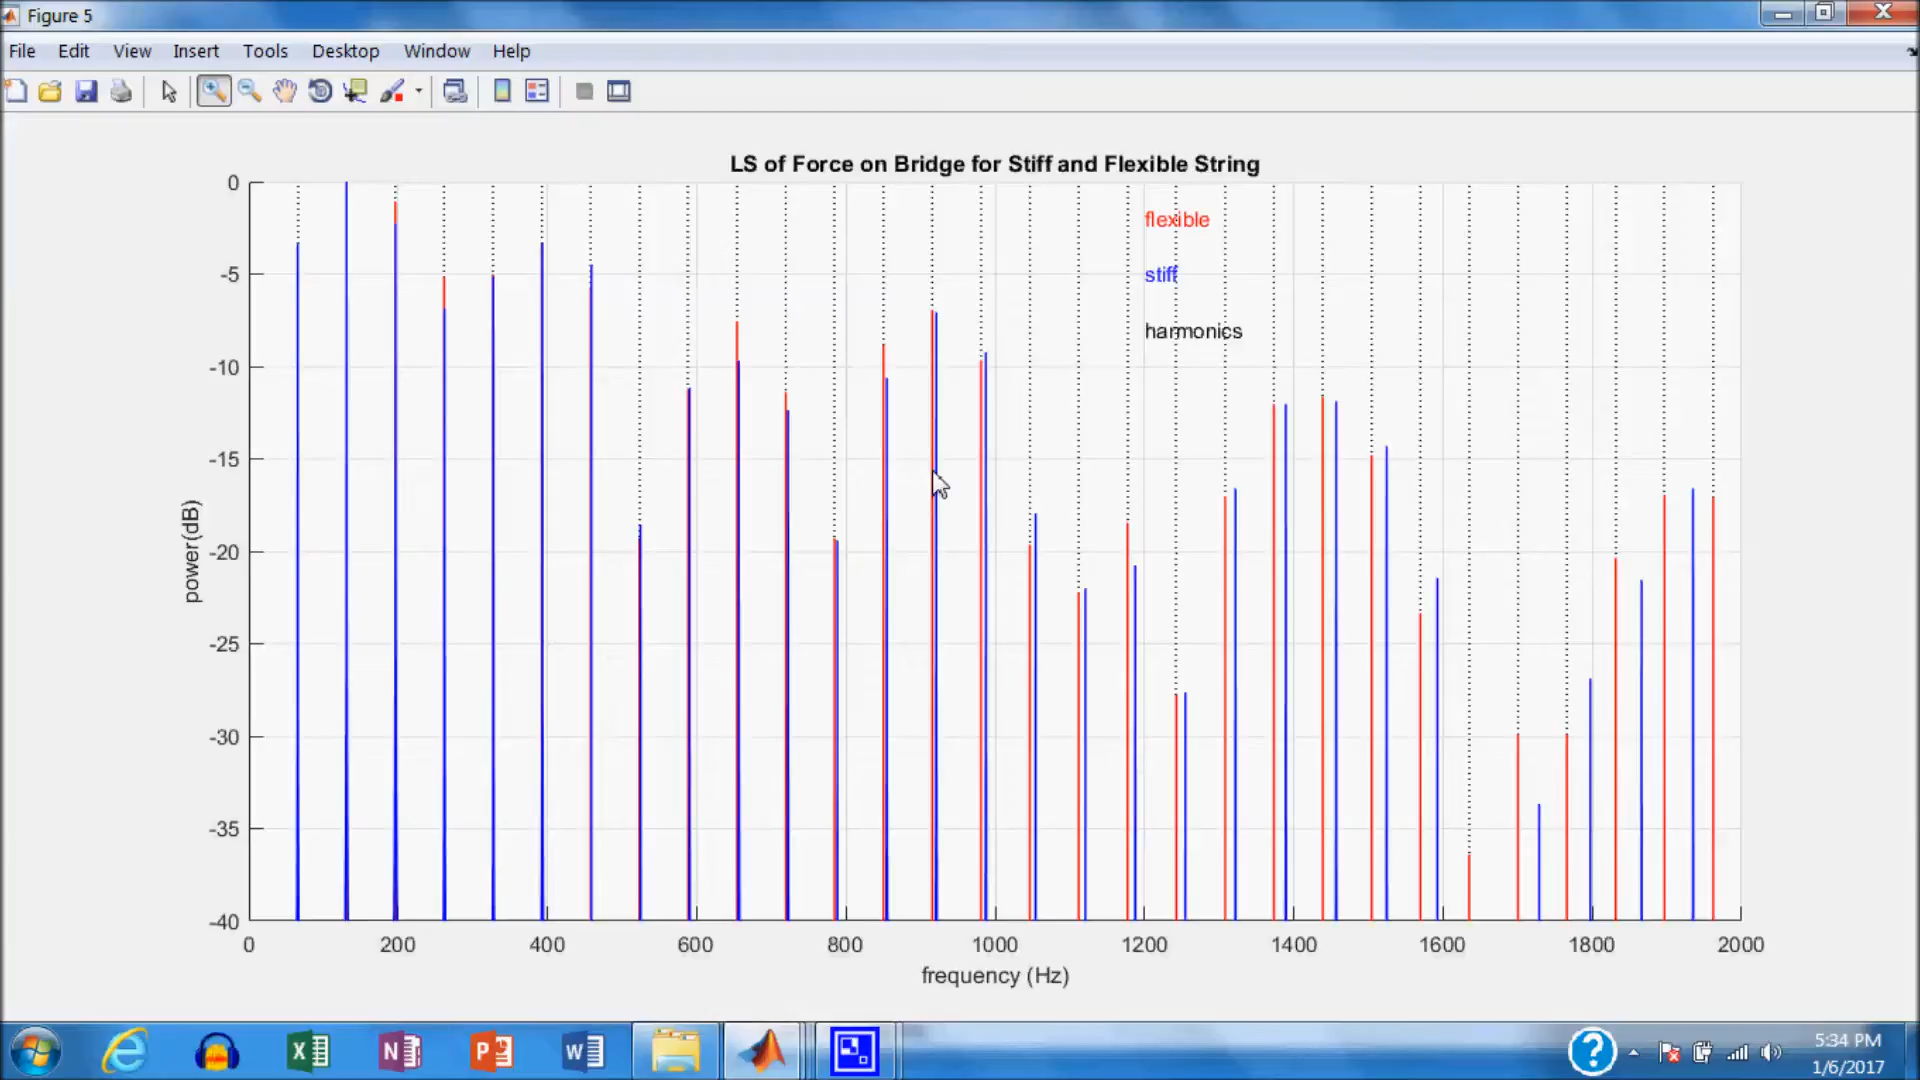 Figure 5
File Edit View Insert Tools Desktop Window Help
LS of Force on Bridge for Stiff and Flexible String
flexible
stiff
harmonics
0
-5
-10
-15
-20
-25
-30
-35
-40
power(dB)
0 200 400 600 800 1000 1200 1400 1600 1800 2000
frequency (Hz)
5:34 PM
1/6/2017